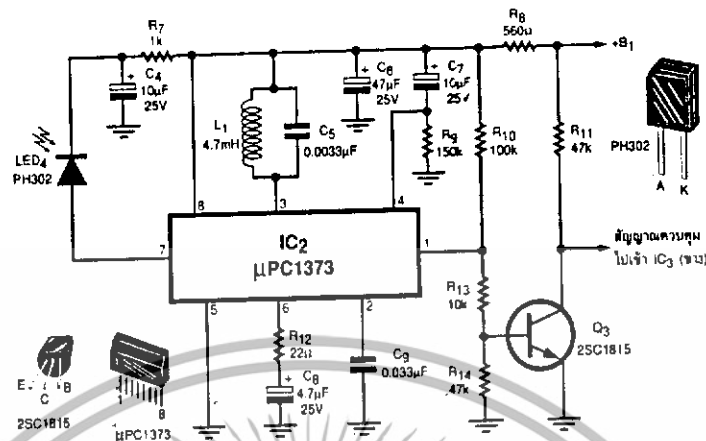 R7
1k
R8
560Ω
+B1
C4
10µF
25V
C6
47µF
25V
C7
10µF
25V
L1
4.7mH
C5
0.0033µF
R9
150k
R10
100k
R11
47k
PH302
A K
LED4
PH302
8
3
4
7
IC2
µPC1373
1
สัญญาณควบคุม
ไปเข้า IC3 (ขา5)
5
6
2
R13
10k
R12
22Ω
C9
0.033µF
Q3
2SC1815
R14
47k
C8
4.7µF
25V
E C B
2SC1815
8
µPC1373